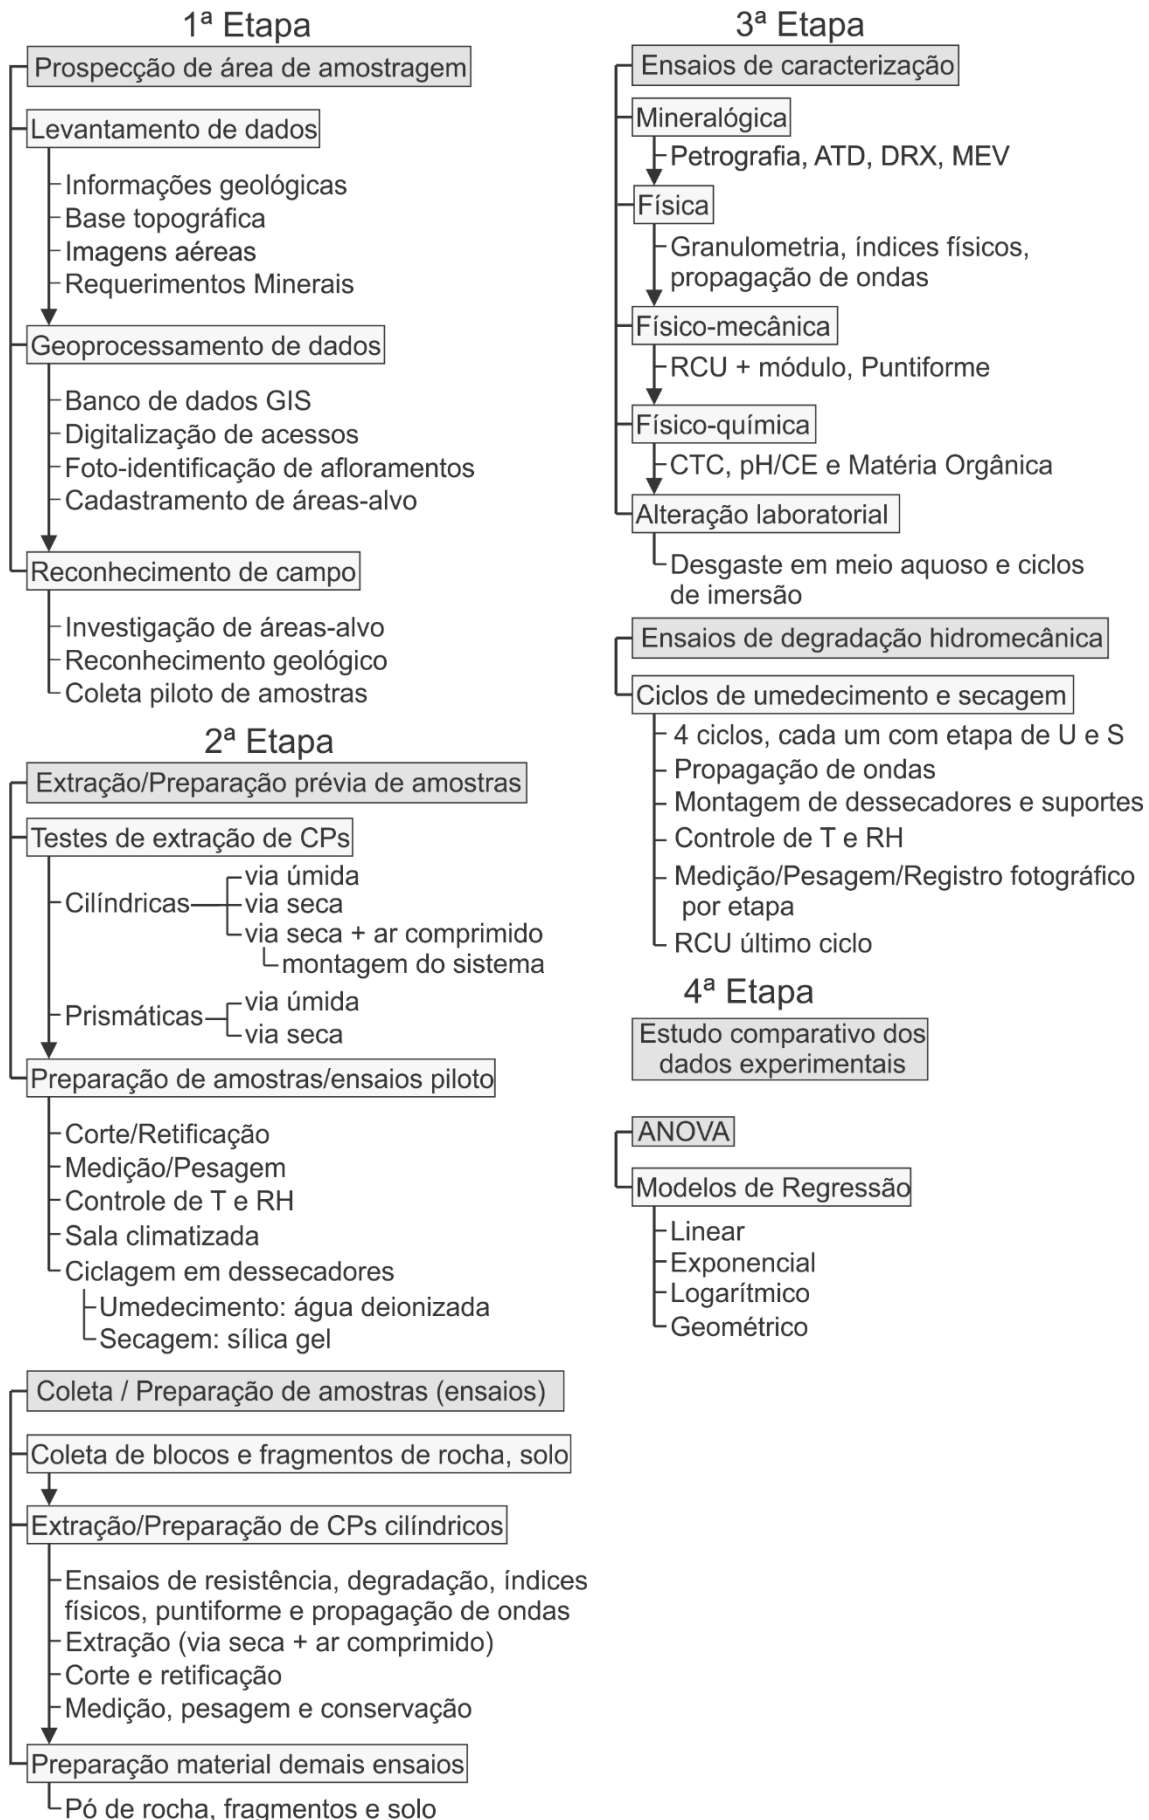 1ª Etapa
Prospecção de área de amostragem
Levantamento de dados
Informações geológicas
Base topográfica
Imagens aéreas
Requerimentos Minerais
Geoprocessamento de dados
Banco de dados GIS
Digitalização de acessos
Foto-identificação de afloramentos
Cadastramento de áreas-alvo
Reconhecimento de campo
Investigação de áreas-alvo
Reconhecimento geológico
Coleta piloto de amostras
2ª Etapa
Extração/Preparação prévia de amostras
Testes de extração de CPs
Cilíndricas
via úmida
via seca
via seca + ar comprimido
montagem do sistema
Prismáticas
via úmida
via seca
Preparação de amostras/ensaios piloto
Corte/Retificação
Medição/Pesagem
Controle de T e RH
Sala climatizada
Ciclagem em dessecadores
Umedecimento: água deionizada
Secagem: sílica gel
Coleta / Preparação de amostras (ensaios)
Coleta de blocos e fragmentos de rocha, solo
Extração/Preparação de CPs cilíndricos
Ensaios de resistência, degradação, índices
físicos, puntiforme e propagação de ondas
Extração (via seca + ar comprimido)
Corte e retificação
Medição, pesagem e conservação
Preparação material demais ensaios
Pó de rocha, fragmentos e solo
3ª Etapa
Ensaios de caracterização
Mineralógica
Petrografia, ATD, DRX, MEV
Física
Granulometria, índices físicos,
propagação de ondas
Físico-mecânica
RCU + módulo, Puntiforme
Físico-química
CTC, pH/CE e Matéria Orgânica
Alteração laboratorial
Desgaste em meio aquoso e ciclos
de imersão
Ensaios de degradação hidromecânica
Ciclos de umedecimento e secagem
4 ciclos, cada um com etapa de U e S
Propagação de ondas
Montagem de dessecadores e suportes
Controle de T e RH
Medição/Pesagem/Registro fotográfico
por etapa
RCU último ciclo
4ª Etapa
Estudo comparativo dos
dados experimentais
ANOVA
Modelos de Regressão
Linear
Exponencial
Logarítmico
Geométrico